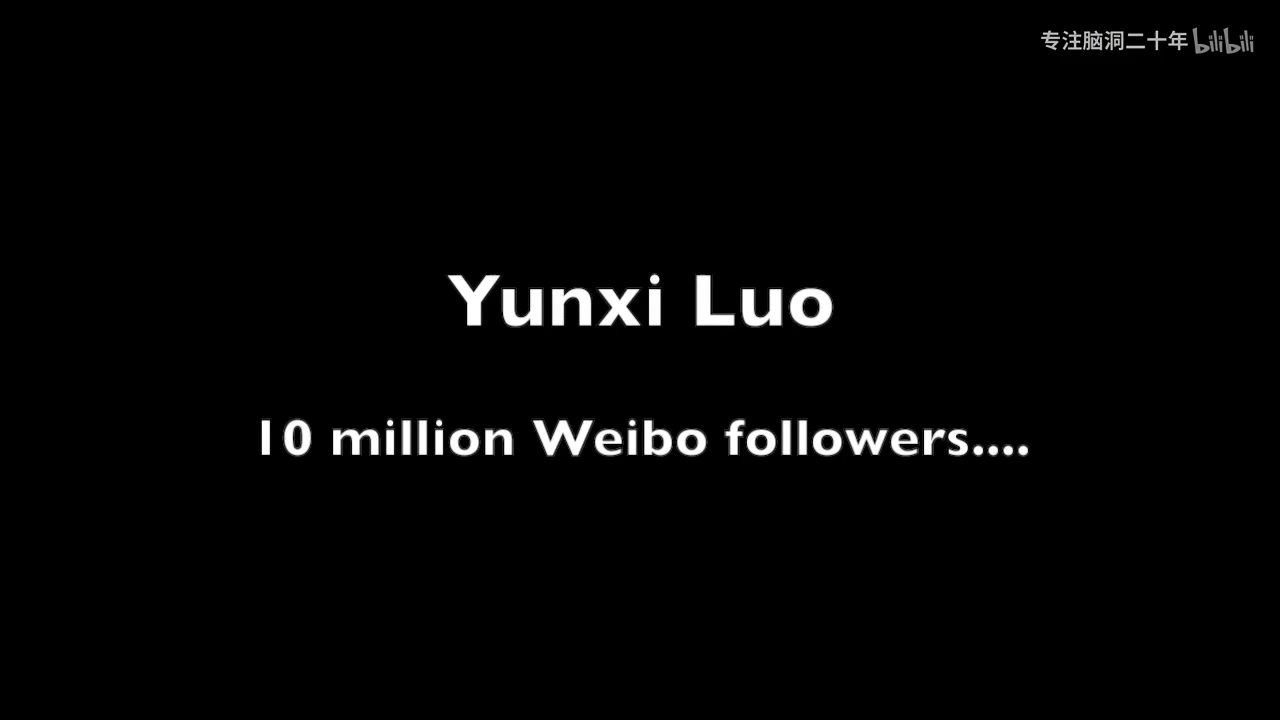 专注脑洞二十年 bilibili
Yunxi Luo
10 million Weibo followers....